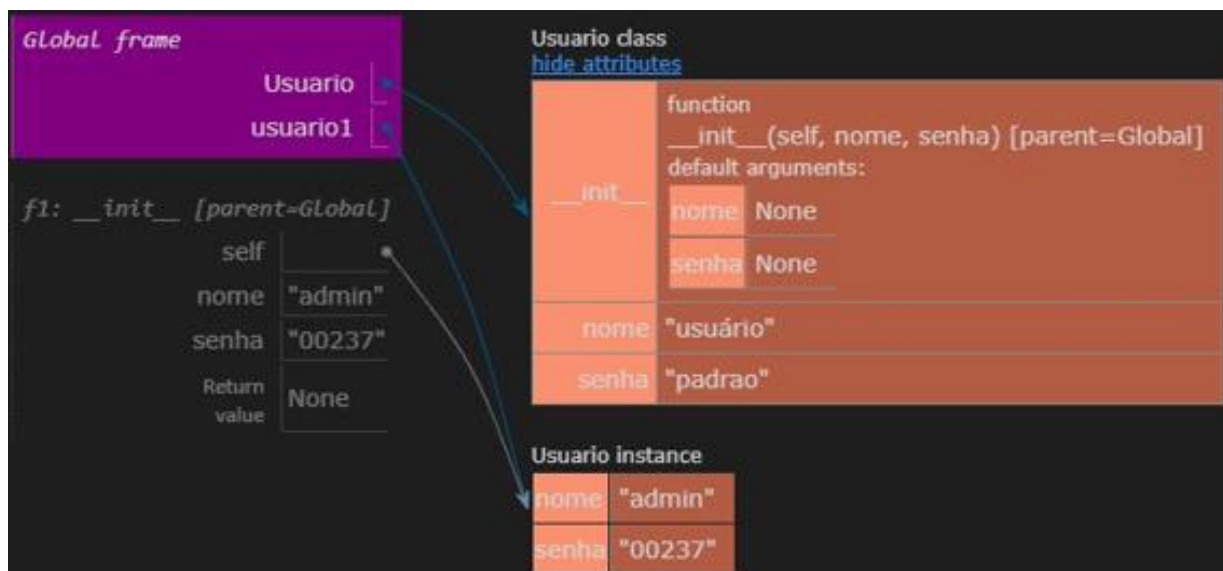 Global frame
Usuario
usuario1
f1: __init__ [parent=Global]
self
nome "admin"
senha "00237"
Return
value None
Usuario class
hide attributes
__init__
function
__init__(self, nome, senha) [parent=Global]
default arguments:
nome None
senha None
nome "usuário"
senha "padrao"
Usuario instance
nome "admin"
senha "00237"